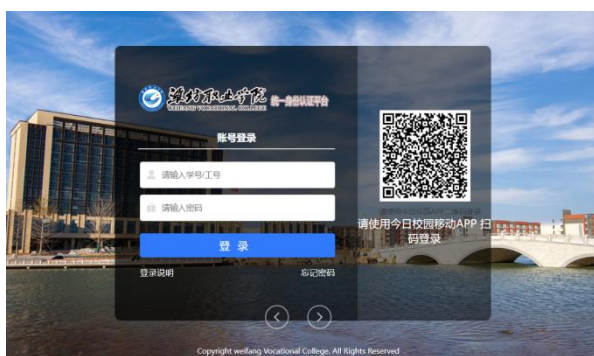 潍坊职业学院 统一身份认证平台
WEIFANG VOCATIONAL COLLEGE
账号登录
请输入学号/工号
请输入密码
登 录
登录说明 忘记密码
请使用今日校园移动APP 扫
码登录
Copyright weifang Vocational College. All Rights Reserved